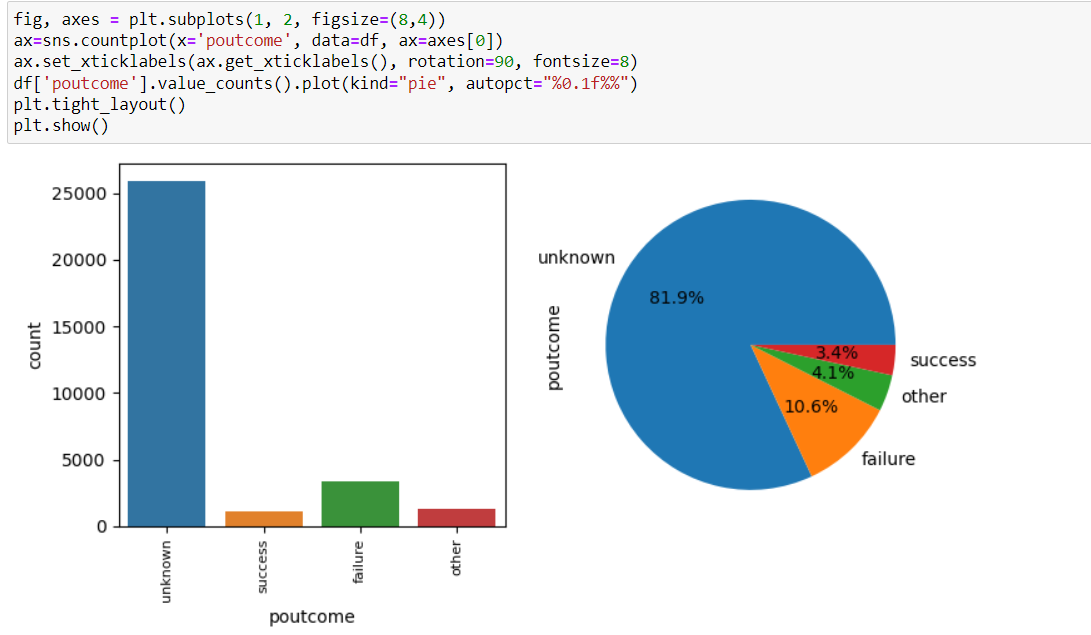 fig, axes = plt.subplots(1, 2, figsize=(8,4))
ax=sns.countplot(x='poutcome', data=df, ax=axes[0])
ax.set_xticklabels(ax.get_xticklabels(), rotation=90, fontsize=8)
df['poutcome'].value_counts().plot(kind="pie", autopct="%0.1f%%")
plt.tight_layout()
plt.show()
25000
20000
15000
10000
5000
0
count
unknown
success
failure
other
poutcome
poutcome
unknown
81.9%
3.4%
success
4.1%
other
10.6%
failure